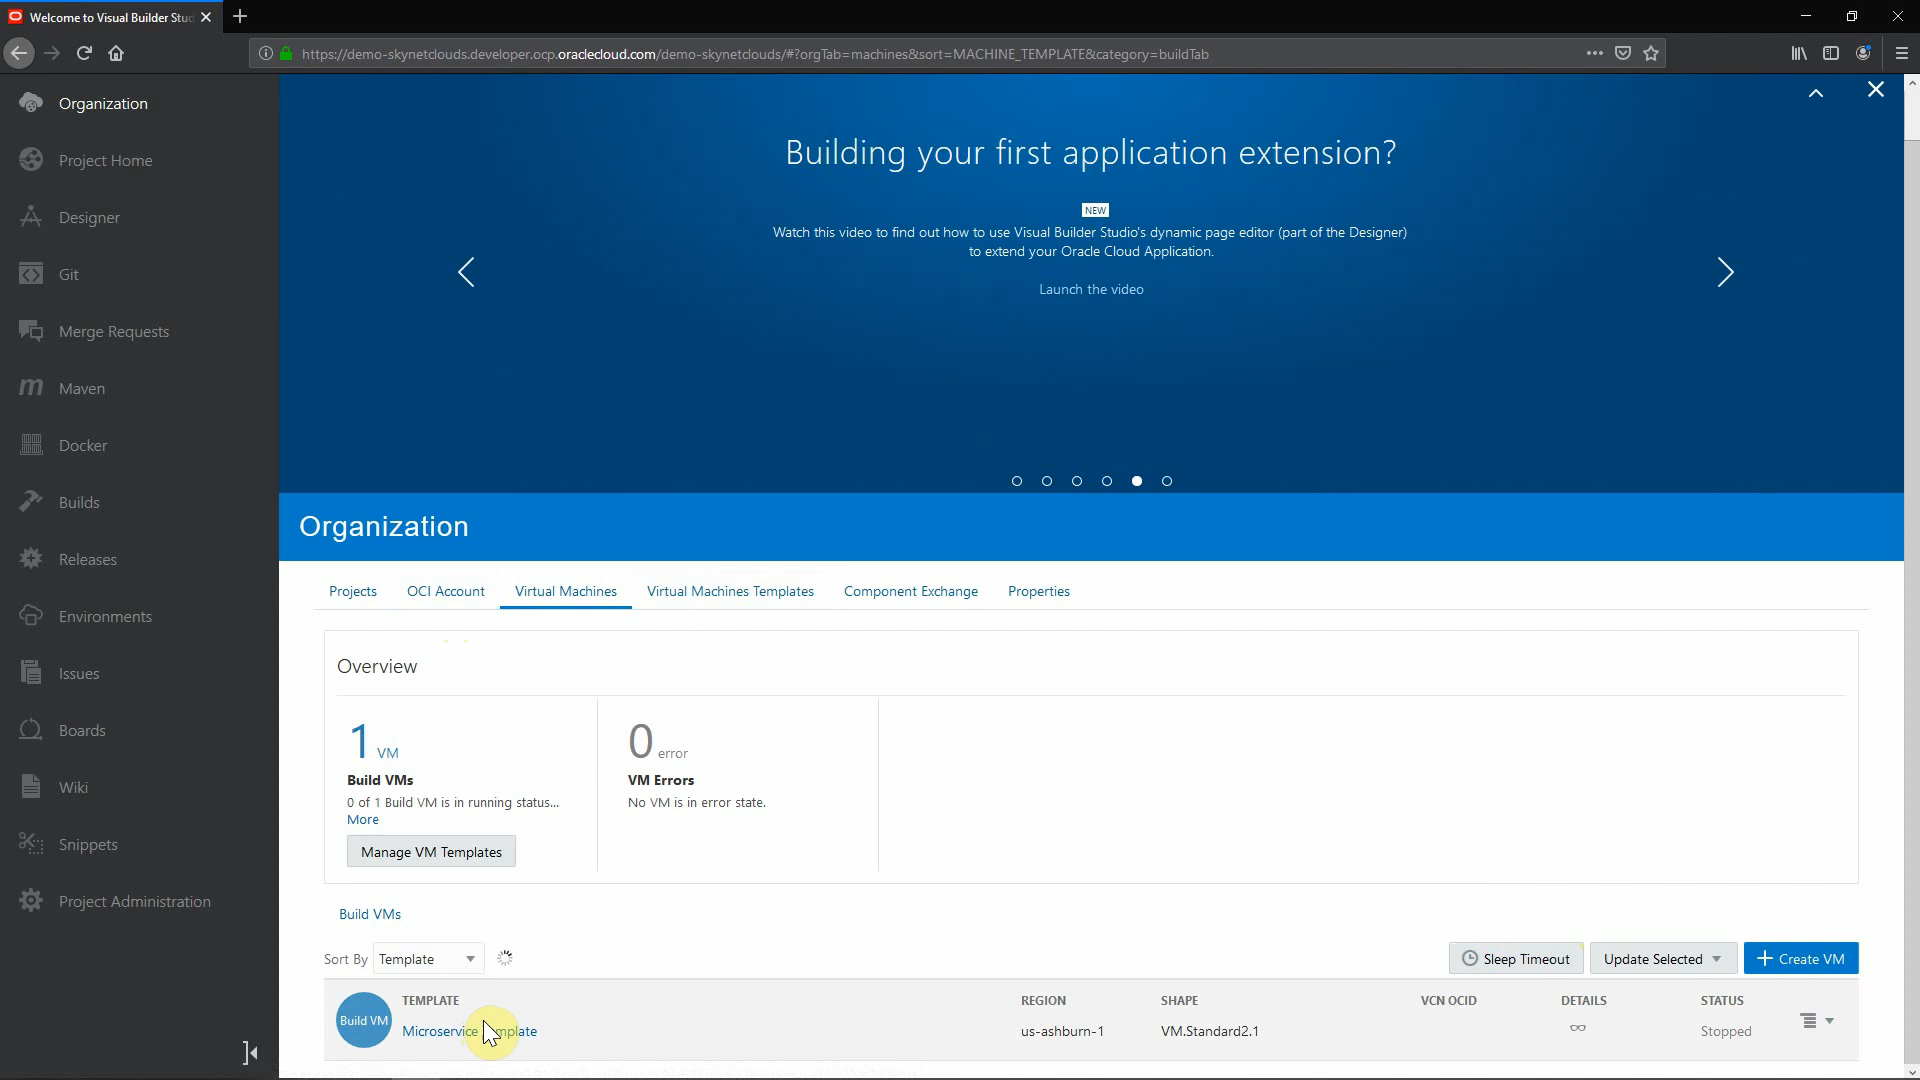 Welcome to Visual Builder Stud
https://demo-skynetclouds.developer.ocp.oraclecloud.com/demo-skynetclouds/#?orgTab=machines&sort=MACHINE_TEMPLATE&category=buildTab
Organization
Project Home
Designer
Git
Merge Requests
Maven
Docker
Builds
Releases
Environments
Issues
Boards
Wiki
Snippets
Project Administration
Building your first application extension?
NEW
Watch this video to find out how to use Visual Builder Studio's dynamic page editor (part of the Designer)
to extend your Oracle Cloud Application.
Launch the video
Organization
Projects OCI Account Virtual Machines Virtual Machines Templates Component Exchange Properties
Overview
1 VM
Build VMs
0 of 1 Build VM is in running status...
More
Manage VM Templates
0 error
VM Errors
No VM is in error state.
Build VMs
Sort By Template Sleep Timeout Update Selected Create VM
TEMPLATE REGION SHAPE VCN OCID DETAILS STATUS
Build VM Microservice us-ashburn-1 VM.Standard2.1 Stopped